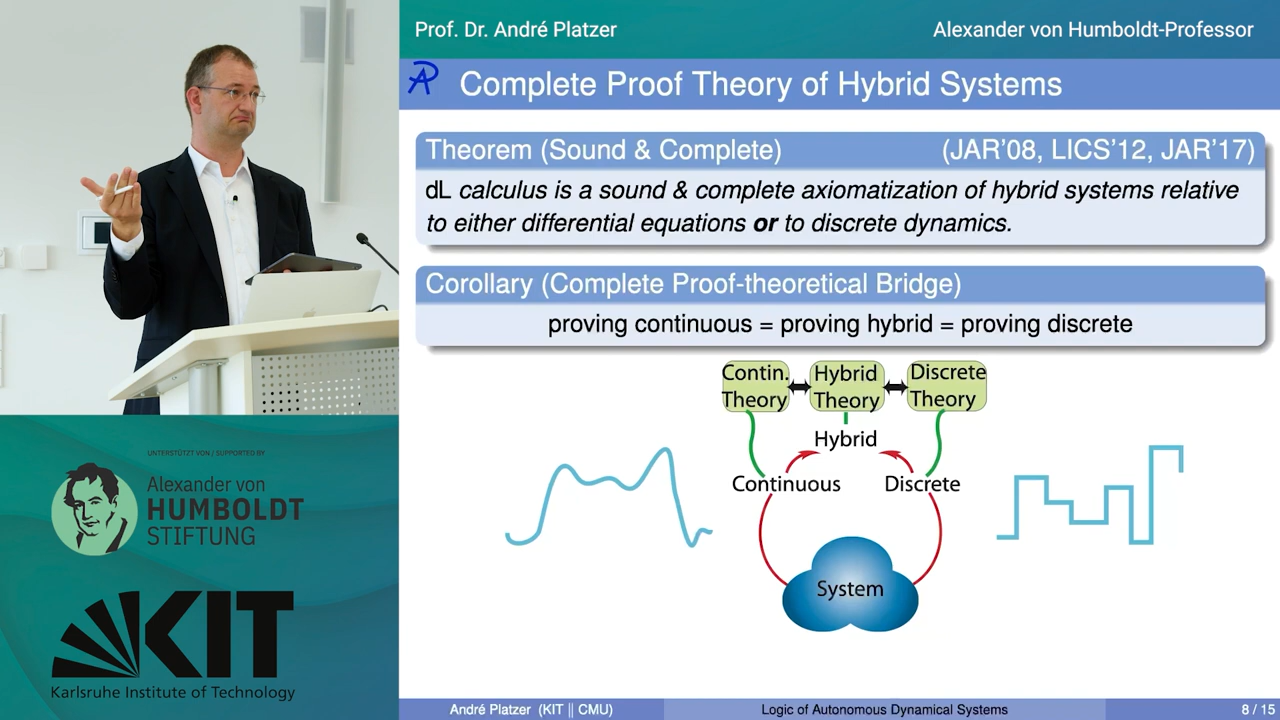 Prof. Dr. André Platzer
Alexander von Humboldt-Professor
Complete Proof Theory of Hybrid Systems
Theorem (Sound & Complete) (JAR'08, LICS'12, JAR'17)
dL calculus is a sound & complete axiomatization of hybrid systems relative
to either differential equations or to discrete dynamics.
Corollary (Complete Proof-theoretical Bridge)
proving continuous = proving hybrid = proving discrete
Contin.
Theory
Hybrid
Theory
Discrete
Theory
Hybrid
Continuous
Discrete
System
UNTERSTÜTZT VON / SUPPORTED BY
Alexander von
HUMBOLDT
STIFTUNG
KIT
Karlsruhe Institute of Technology
André Platzer (KIT || CMU)
Logic of Autonomous Dynamical Systems
8 / 15